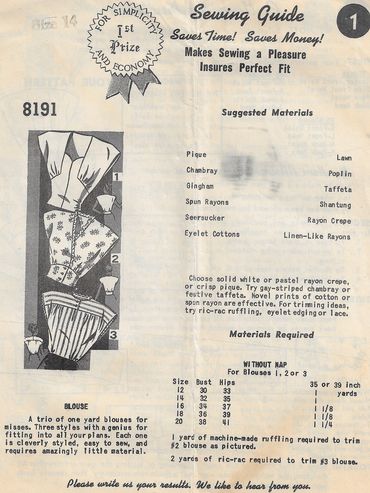 FOR SIMPLICITY
1st
Prize
AND ECONOMY
Sewing Guide
Saves Time! Saves Money!
Makes Sewing a Pleasure
Insures Perfect Fit
1
8191
1
2
3
Suggested Materials
Pique Lawn
Chambray Poplin
Gingham Taffeta
Spun Rayons Shantung
Seersucker Rayon Crepe
Eyelet Cottons Linen-Like Rayons
Choose solid white or pastel rayon crepe,
or crisp pique. Try gay-striped chambray or
festive taffeta. Novel prints of cotton or
spun rayon are effective. For trimming ideas,
try ric-rac ruffling, eyelet edging or lace.
Materials Required
WITHOUT NAP
For Blouses 1, 2 or 3
Size Bust Hips 35 or 39 inch
12 30 33 1 yards
14 32 35 1
16 34 37 1 1/8
18 36 39 1 1/8
20 38 41 1 1/4
1 yard of machine-made ruffling required to trim
#2 blouse as pictured.
2 yards of ric-rac required to trim #3 blouse.
BLOUSE
A trio of one yard blouses for
misses. Three styles with a genius for
fitting into all your plans. Each one
is cleverly styled, easy to sew, and
requires amazingly little material.
Please write us your results. We like to hear from you.